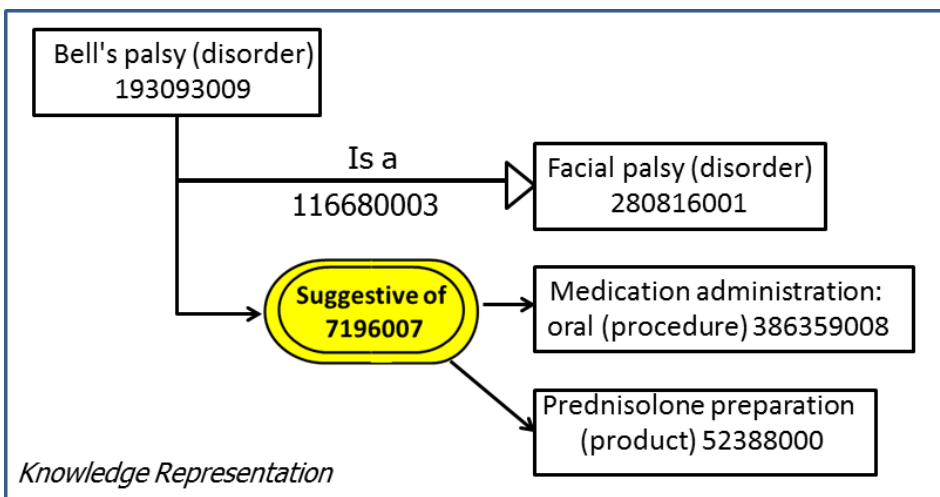 Bell's palsy (disorder)
193093009
Is a
116680003
Facial palsy (disorder)
280816001
Suggestive of
7196007
Medication administration:
oral (procedure) 386359008
Prednisolone preparation
(product) 52388000
Knowledge Representation